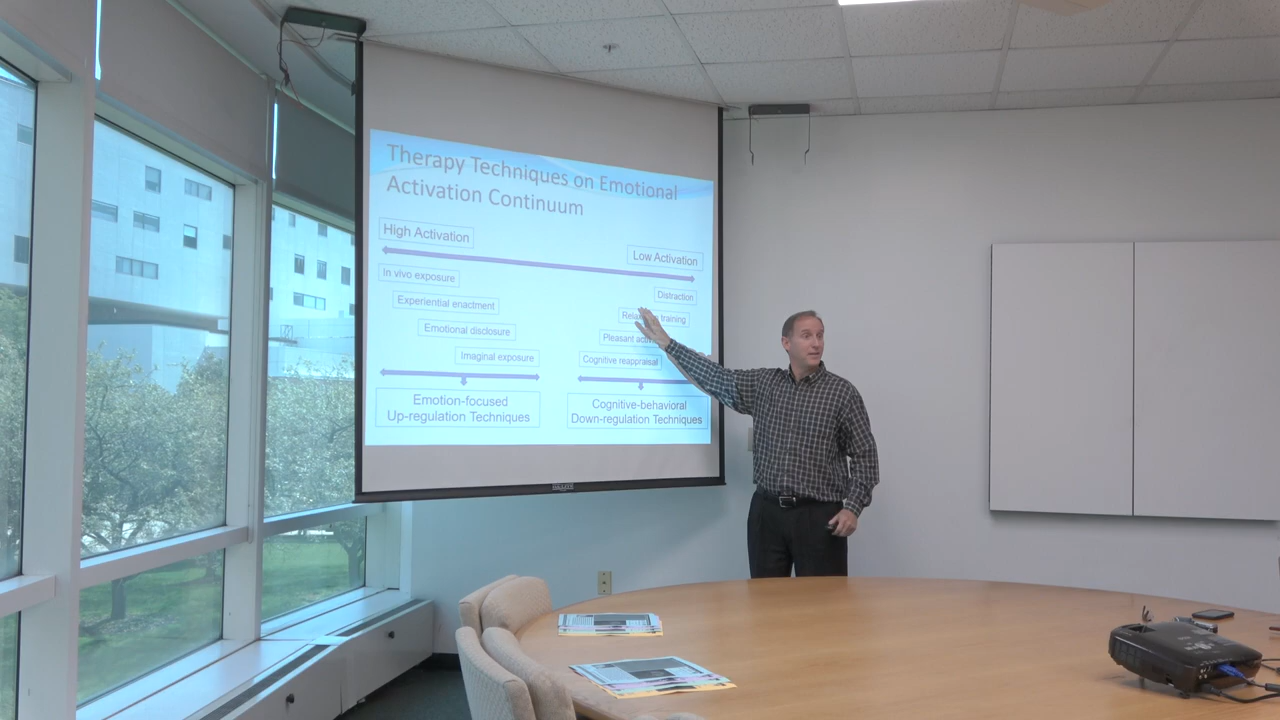 Therapy Techniques on Emotional
Activation Continuum
High Activation
Low Activation
In vivo exposure
Distraction
Experiential enactment
training
Emotional disclosure
Pleasant
Imaginal exposure
Cognitive reappraisal
Emotion-focused
Up-regulation Techniques
Cognitive-behavioral
Down-regulation Techniques